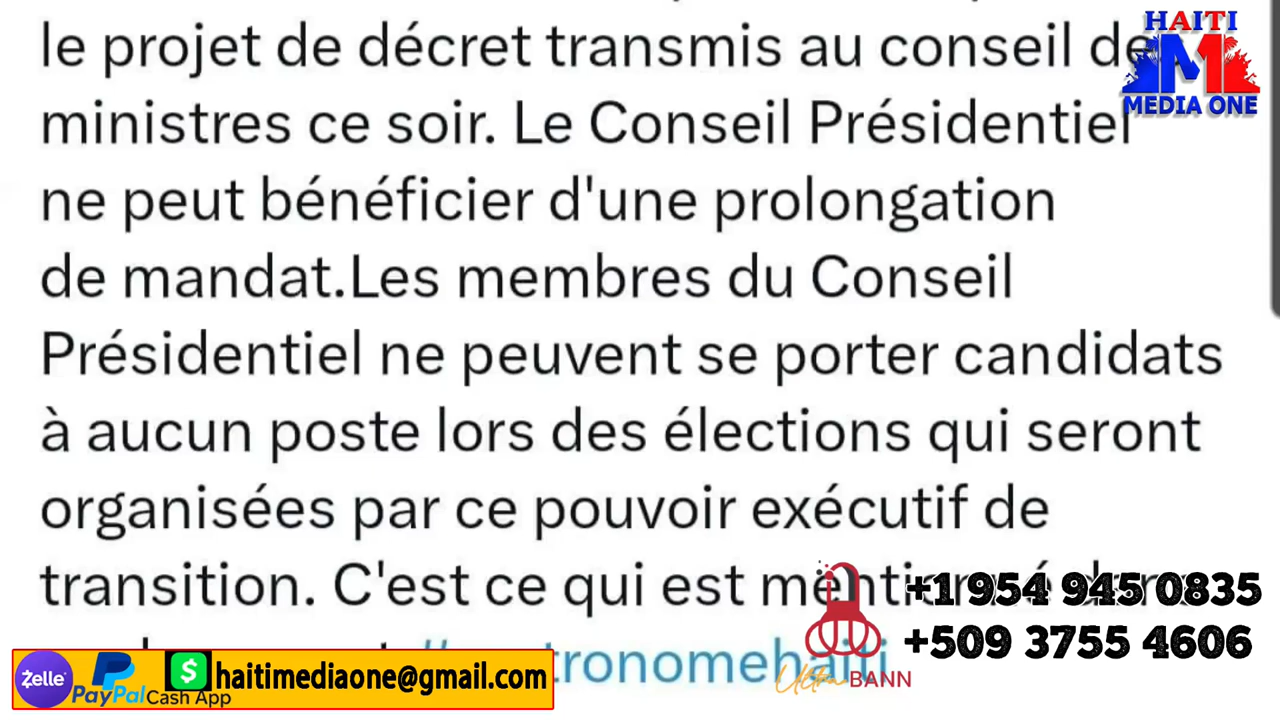 le projet de décret transmis au conseil de
ministres ce soir. Le Conseil Présidentiel
ne peut bénéficier d'une prolongation
de mandat.Les membres du Conseil
Présidentiel ne peuvent se porter candidats
à aucun poste lors des élections qui seront
organisées par ce pouvoir exécutif de
transition. C'est ce qui est
HAITI
M
MEDIA ONE
+1 954 945 0835
+509 3755 4606
Ultra BANN
Zelle
PayPal
Cash App
haitimediaone@gmail.com